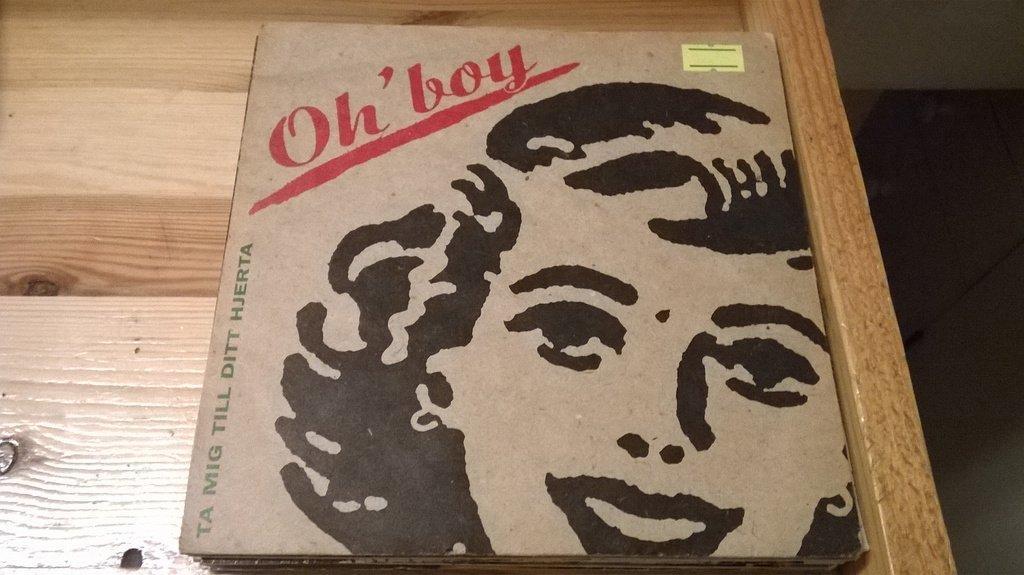 Oh' boy
TA MIG TILL DITT HJERTA